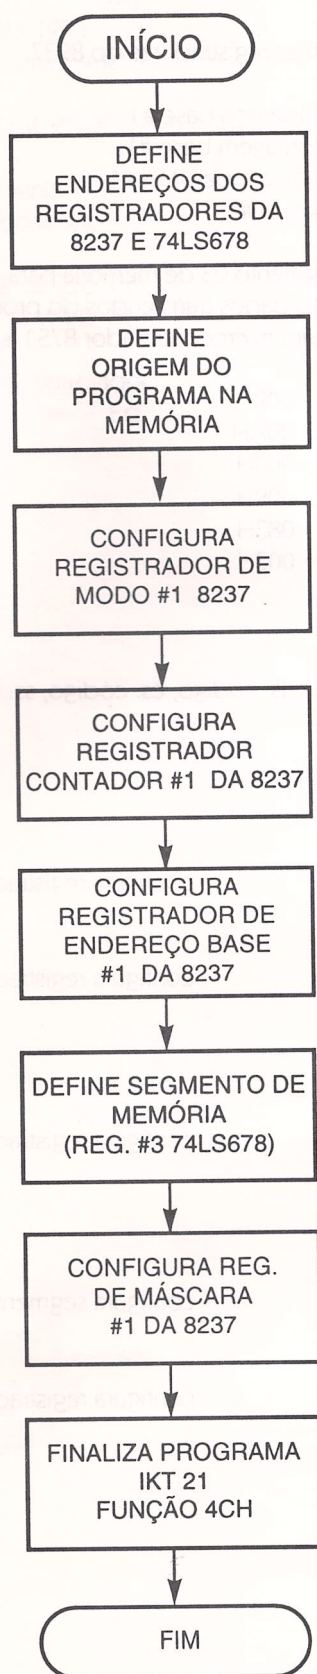 INÍCIO
DEFINE
ENDEREÇOS DOS
REGISTRADORES DA
8237 E 74LS678
DEFINE
ORIGEM DO
PROGRAMA NA
MEMÓRIA
CONFIGURA
REGISTRADOR DE
MODO #1 8237
CONFIGURA
REGISTRADOR
CONTADOR #1 DA 8237
CONFIGURA
REGISTRADOR DE
ENDEREÇO BASE
#1 DA 8237
DEFINE SEGMENTO DE
MEMÓRIA
(REG. #3 74LS678)
CONFIGURA REG.
DE MÁSCARA
#1 DA 8237
FINALIZA PROGRAMA
IKT 21
FUNÇÃO 4CH
FIM